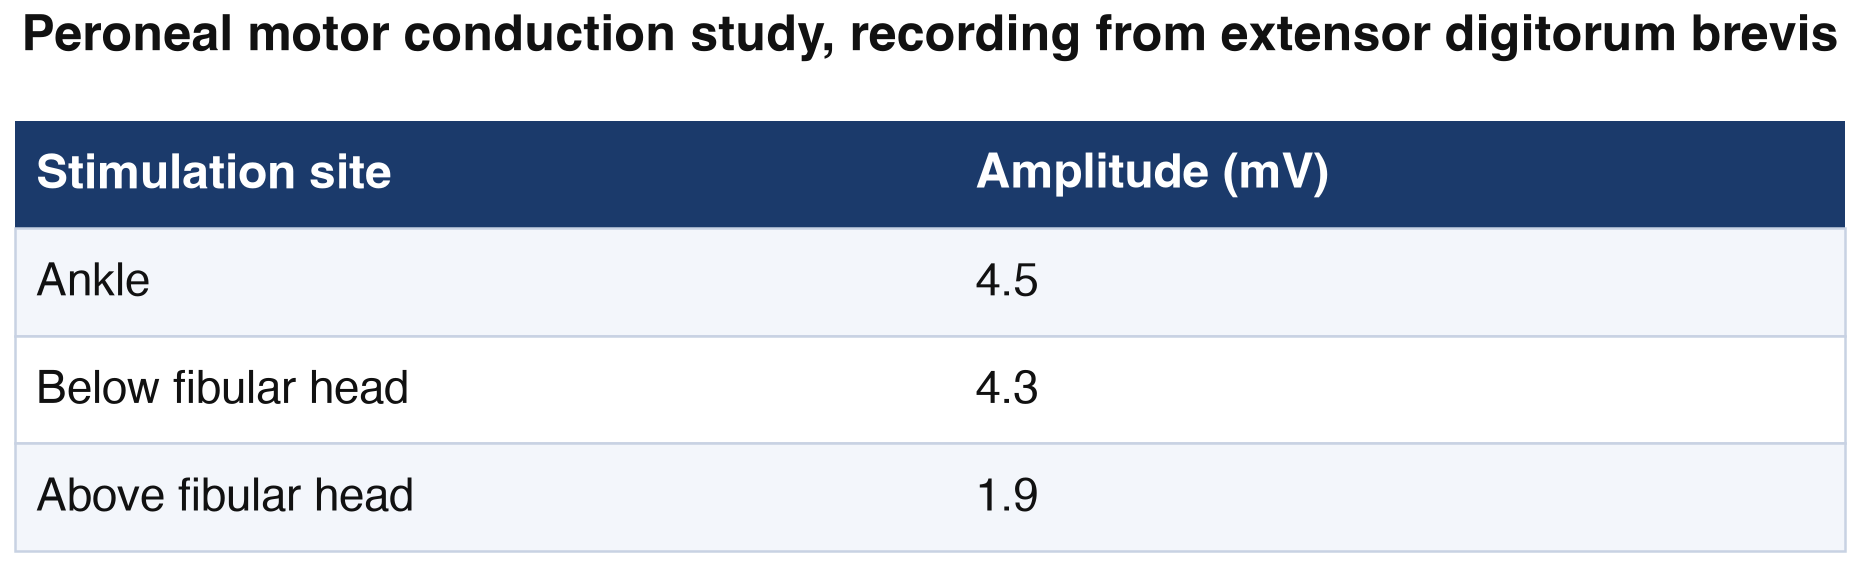 Peroneal motor conduction study, recording from extensor digitorum brevis
Stimulation site Amplitude (mV)
Ankle 4.5
Below fibular head 4.3
Above fibular head 1.9